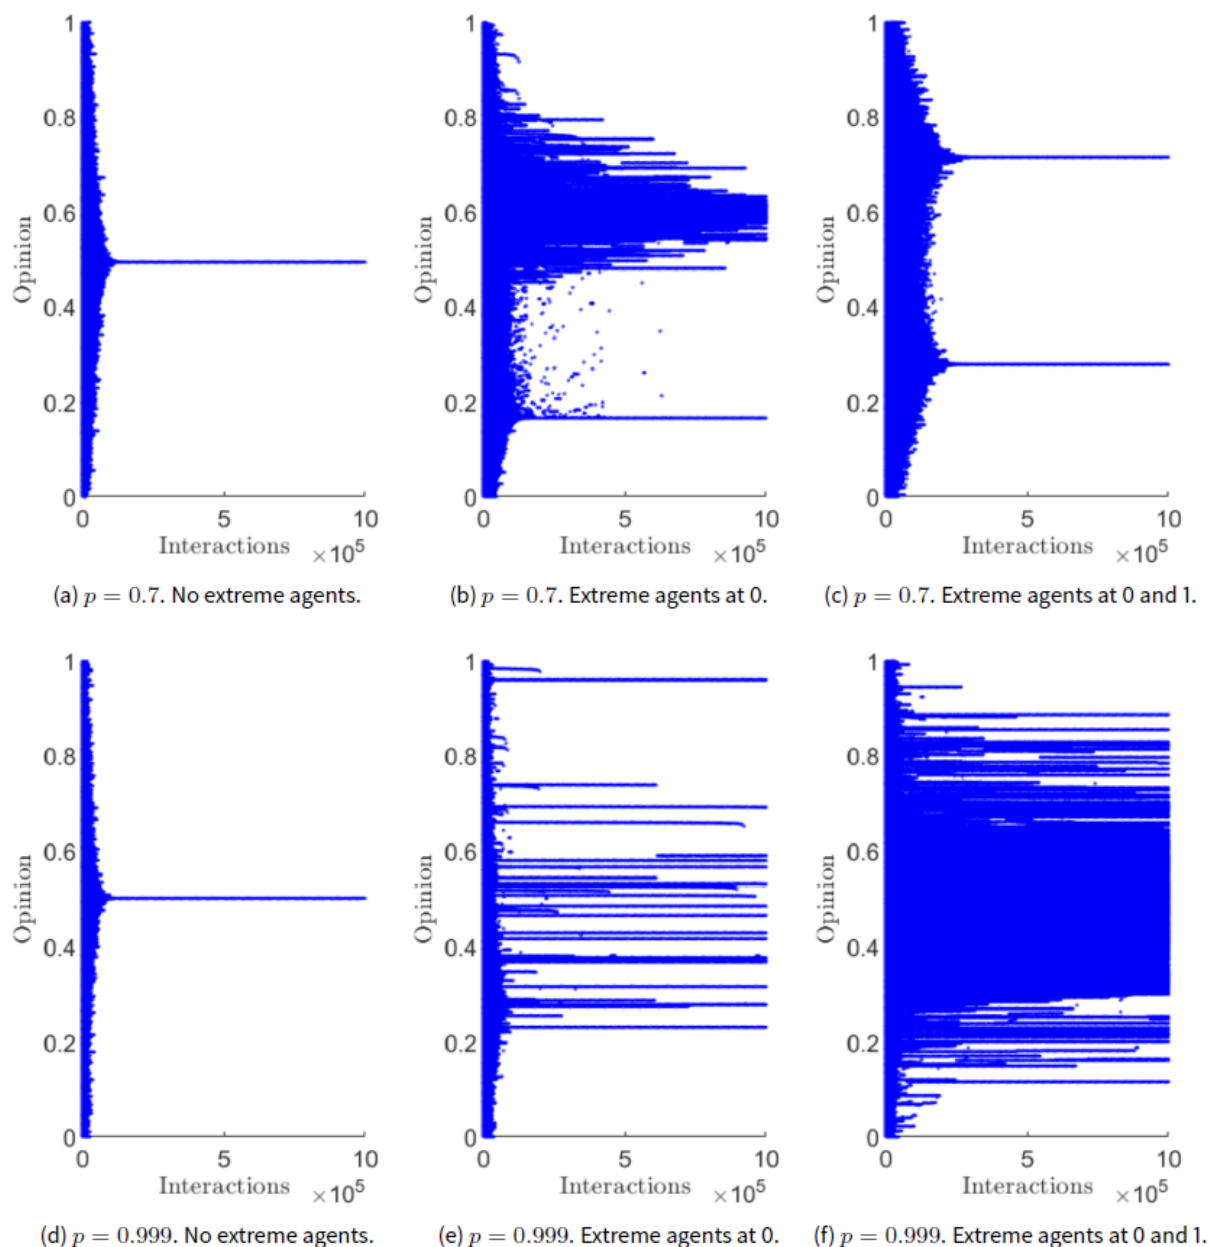 1 1 1
0.8 0.8 0.8
0.6 0.6 0.6
0.4 0.4 0.4
0.2 0.2 0.2
0 0 0
Opinion Opinion Opinion
0 5 10 0 5 10 0 5 10
Interactions ×10^5 Interactions ×10^5 Interactions ×10^5
(a) p = 0.7. No extreme agents. (b) p = 0.7. Extreme agents at 0. (c) p = 0.7. Extreme agents at 0 and 1.
1 1 1
0.8 0.8 0.8
0.6 0.6 0.6
0.4 0.4 0.4
0.2 0.2 0.2
0 0 0
Opinion Opinion Opinion
0 5 10 0 5 10 0 5 10
Interactions ×10^5 Interactions ×10^5 Interactions ×10^5
(d) p = 0.999. No extreme agents. (e) p = 0.999. Extreme agents at 0. (f) p = 0.999. Extreme agents at 0 and 1.